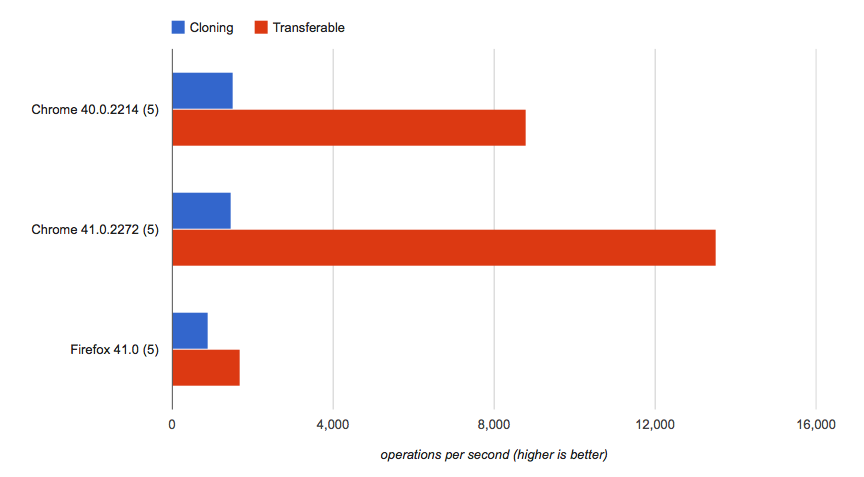 Cloning Transferable
Chrome 40.0.2214 (5)
Chrome 41.0.2272 (5)
Firefox 41.0 (5)
0 4,000 8,000 12,000 16,000
operations per second (higher is better)